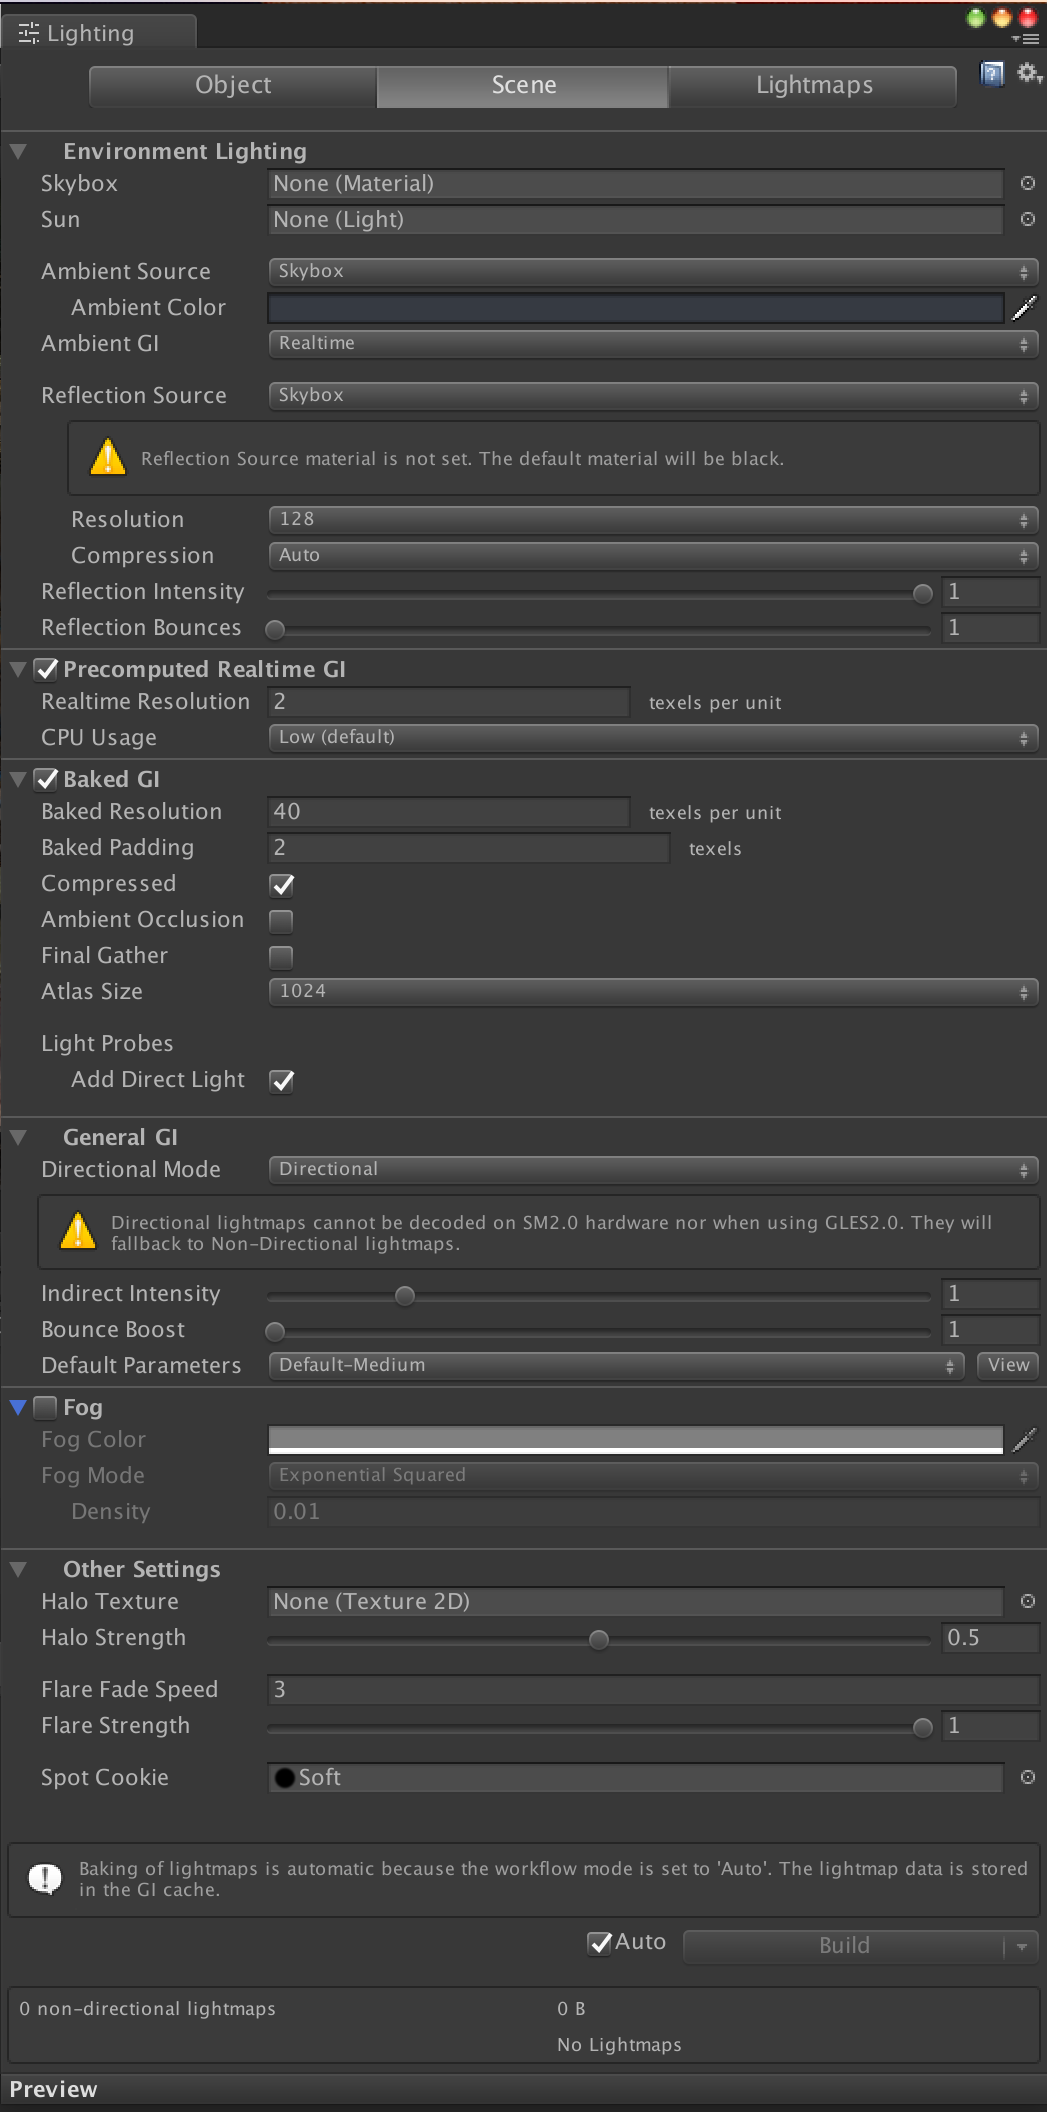 Lighting
Object Scene Lightmaps
Environment Lighting
Skybox None (Material)
Sun None (Light)
Ambient Source Skybox
Ambient Color
Ambient GI Realtime
Reflection Source Skybox
Reflection Source material is not set. The default material will be black.
Resolution 128
Compression Auto
Reflection Intensity 1
Reflection Bounces 1
Precomputed Realtime GI
Realtime Resolution 2 texels per unit
CPU Usage Low (default)
Baked GI
Baked Resolution 40 texels per unit
Baked Padding 2 texels
Compressed
Ambient Occlusion
Final Gather
Atlas Size 1024
Light Probes
Add Direct Light
General GI
Directional Mode Directional
Directional lightmaps cannot be decoded on SM2.0 hardware nor when using GLES2.0. They will
fallback to Non-Directional lightmaps.
Indirect Intensity 1
Bounce Boost 1
Default Parameters Default-Medium View
Fog
Fog Color
Fog Mode Exponential Squared
Density 0.01
Other Settings
Halo Texture None (Texture 2D)
Halo Strength 0.5
Flare Fade Speed 3
Flare Strength 1
Spot Cookie Soft
Baking of lightmaps is automatic because the workflow mode is set to 'Auto'. The lightmap data is stored
in the GI cache.
Auto Build
0 non-directional lightmaps 0 B
No Lightmaps
Preview